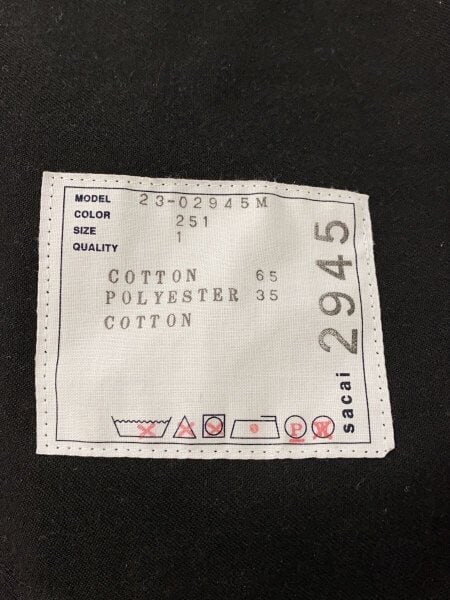 MODEL 23-02945M
COLOR 251
SIZE 1
QUALITY
COTTON 65
POLYESTER 35
COTTON
P
W
sacai 2945